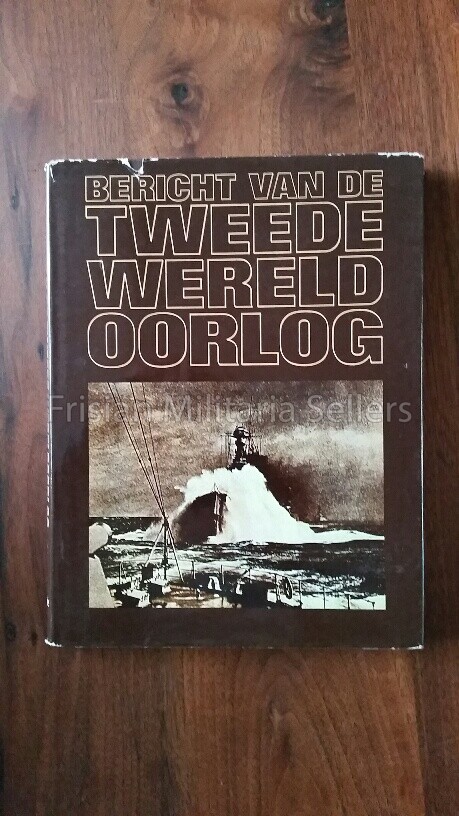 BERICHT VAN DE
TWEEDE
WERELD
OORLOG
Frisian Militaria Sellers